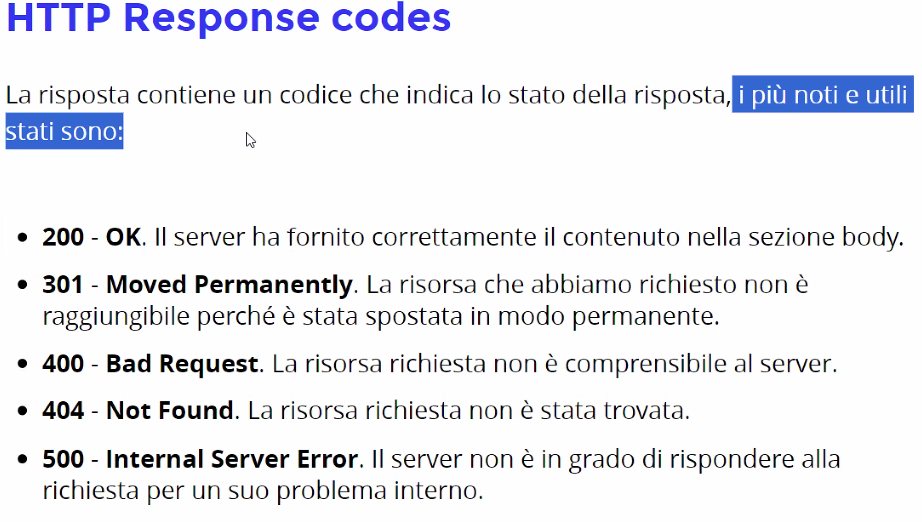 HTTP Response codes
La risposta contiene un codice che indica lo stato della risposta, i più noti e utili
stati sono:
• 200 - OK. Il server ha fornito correttamente il contenuto nella sezione body.
• 301 - Moved Permanently. La risorsa che abbiamo richiesto non è
raggiungibile perché è stata spostata in modo permanente.
• 400 - Bad Request. La risorsa richiesta non è comprensibile al server.
• 404 - Not Found. La risorsa richiesta non è stata trovata.
• 500 - Internal Server Error. Il server non è in grado di rispondere alla
richiesta per un suo problema interno.